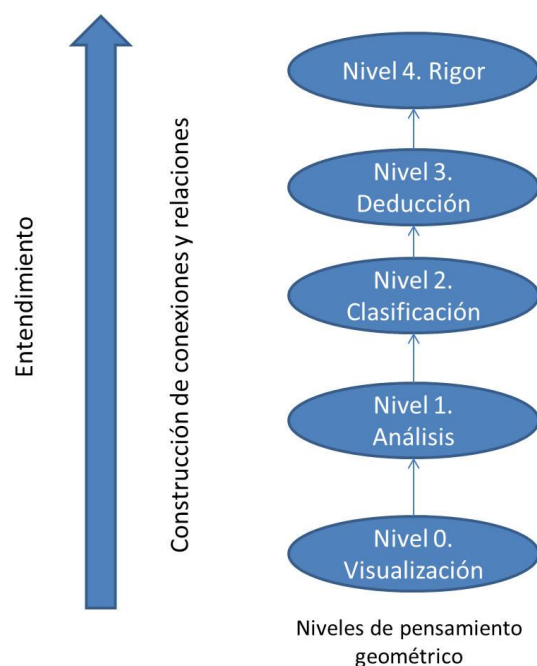 Entendimiento
Construcción de conexiones y relaciones
Nivel 4. Rigor
Nivel 3.
Deducción
Nivel 2.
Clasificación
Nivel 1.
Análisis
Nivel 0.
Visualización
Niveles de pensamiento
geométrico